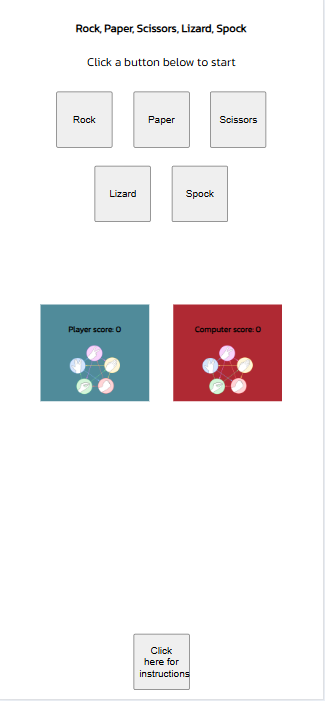 Rock, Paper, Scissors, Lizard, Spock
Click a button below to start
Rock
Paper
Scissors
Lizard
Spock
Player score: 0
Computer score: 0
Click
here for
instructions